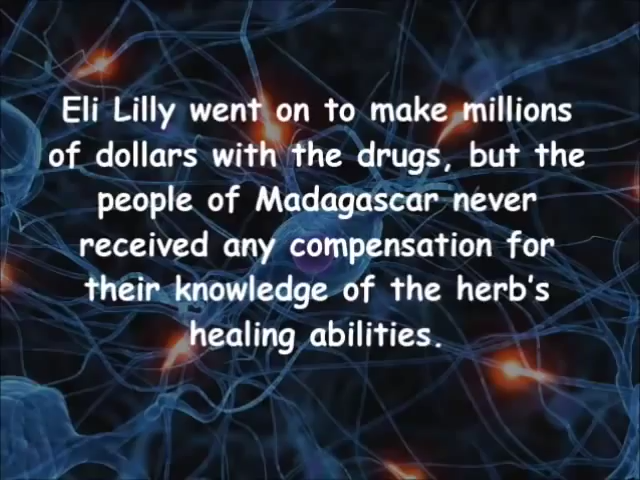 Eli Lilly went on to make millions
of dollars with the drugs, but the
people of Madagascar never
received any compensation for
their knowledge of the herb's
healing abilities.